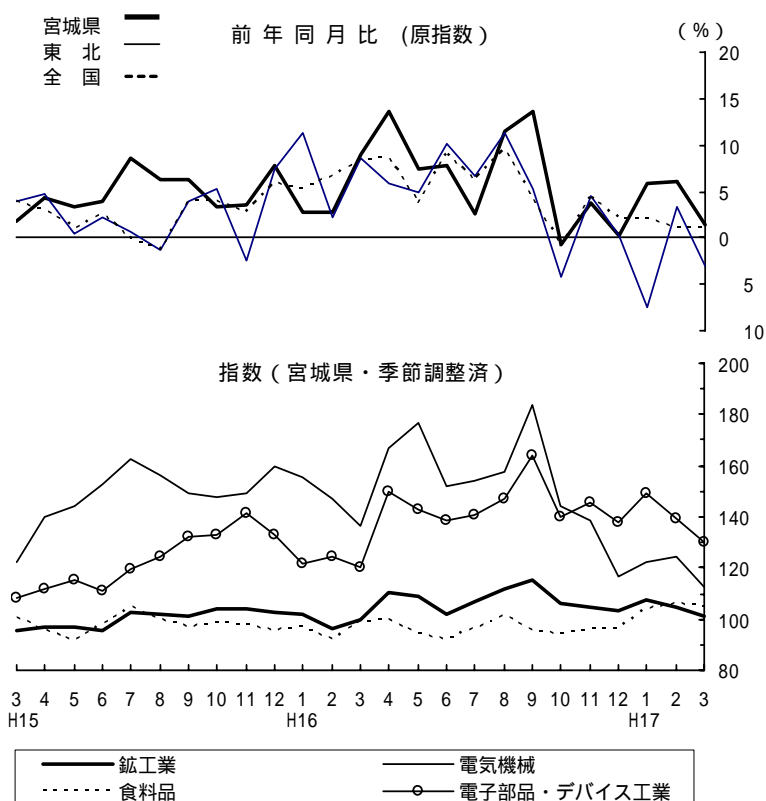 宮城県
東 北
全 国
前 年 同 月 比 (原指数)
(%)
20
15
10
5
0
5
10
指数(宮城県・季節調整済)
200
180
160
140
120
100
80
3 4 5 6 7 8 9 10 11 12 1 2 3 4 5 6 7 8 9 10 11 12 1 2 3
H15 H16 H17
鉱工業 電気機械
食料品 電子部品・デバイス工業